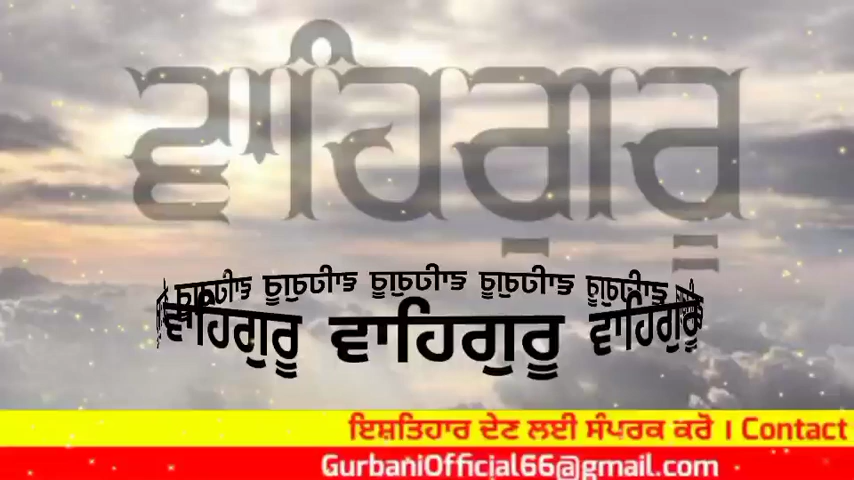 ਵਾਹਿਗੁਰੂ
ਵਾਹਿਗੁਰੂ ਵਾਹਿਗੁਰੂ ਵਾਹਿਗੁਰੂ ਵਾਹਿਗੁਰੂ ਵਾਹਿਗੁਰੂ
ਵਾਹਿਗੁਰੂ ਵਾਹਿਗੁਰੂ ਵਾਹਿਗੁਰੂ
ਇਸ਼ਤਿਹਾਰ ਦੇਣ ਲਈ ਸੰਪਰਕ ਕਰੋ । Contact
GurbaniOfficial66@gmail.com